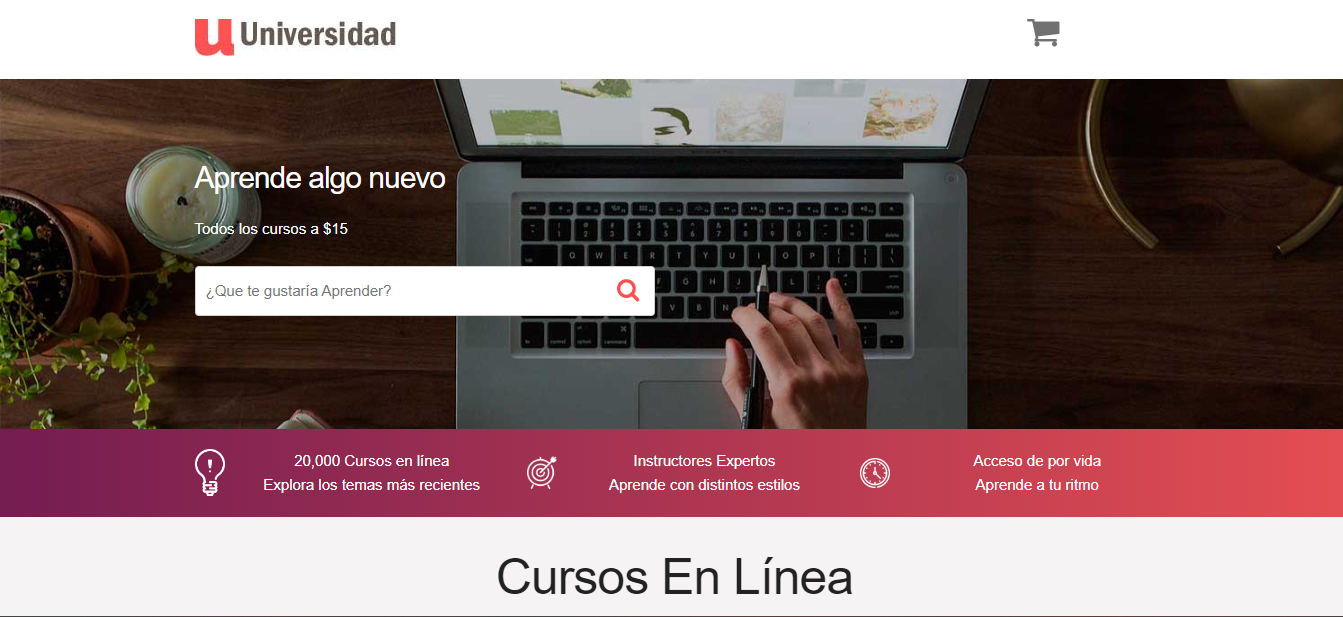 Universidad
Aprende algo nuevo
Todos los cursos a $15
¿Que te gustaría Aprender?
20,000 Cursos en línea
Explora los temas más recientes
Instructores Expertos
Aprende con distintos estilos
Acceso de por vida
Aprende a tu ritmo
Cursos En Línea